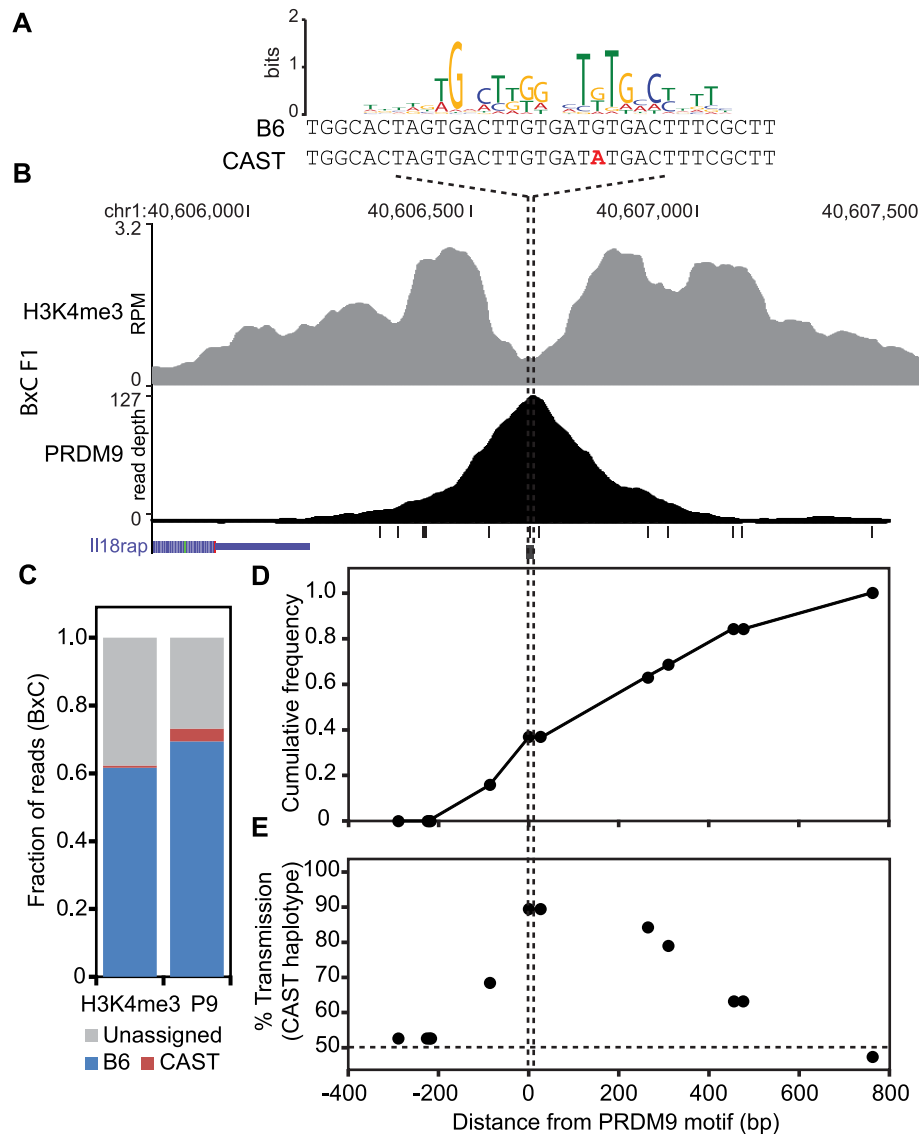 A
2
bits
1
0
B6 TGGCACTAGTGACTTGTGATGTGACTTTCGCTT
CAST TGGCACTAGTGACTTGTGATATGACTTTCGCTT
B
chr1:40,606,000I 40,606,500I 40,607,000I 40,607,500
3.2
H3K4me3
RPM
0
BxC F1
127
PRDM9
read depth
0
Il18rap
C
1.0
0.8
0.6
0.4
0.2
0
Fraction of reads (BxC)
H3K4me3 P9
Unassigned
B6 CAST
D
1.0
0.8
0.6
0.4
0.2
0
Cumulative frequency
E
100
90
80
70
60
50
% Transmission
(CAST haplotype)
-400 -200 0 200 400 600 800
Distance from PRDM9 motif (bp)